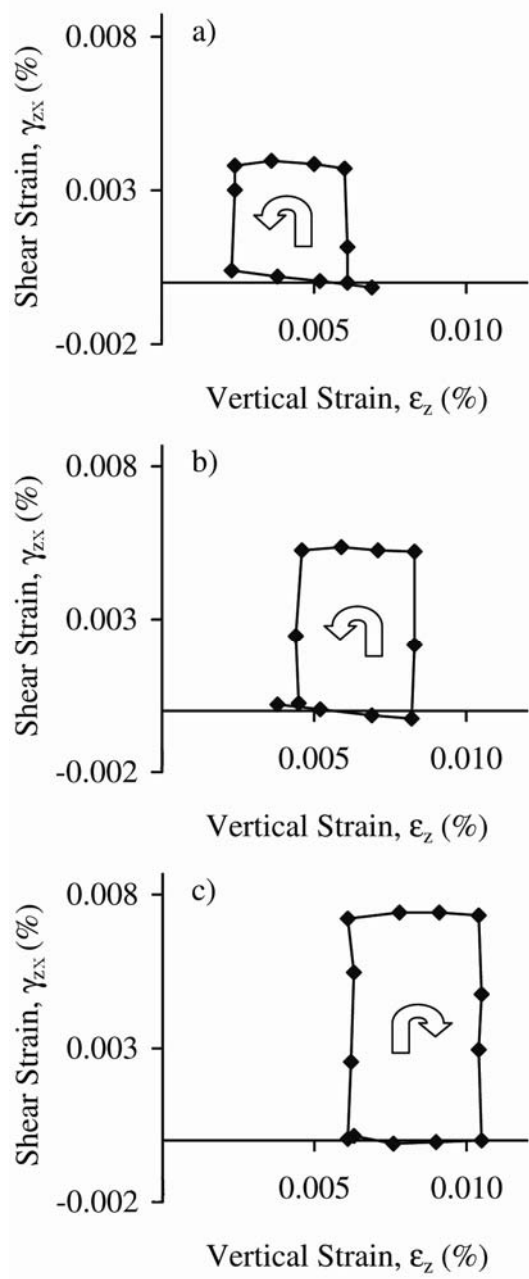 a)
0.008
0.003
-0.002
Shear Strain, γzx (%)
0.005 0.010
Vertical Strain, εz (%)
b)
0.008
0.003
-0.002
Shear Strain, γzx (%)
0.005 0.010
Vertical Strain, εz (%)
c)
0.008
0.003
-0.002
Shear Strain, γzx (%)
0.005 0.010
Vertical Strain, εz (%)